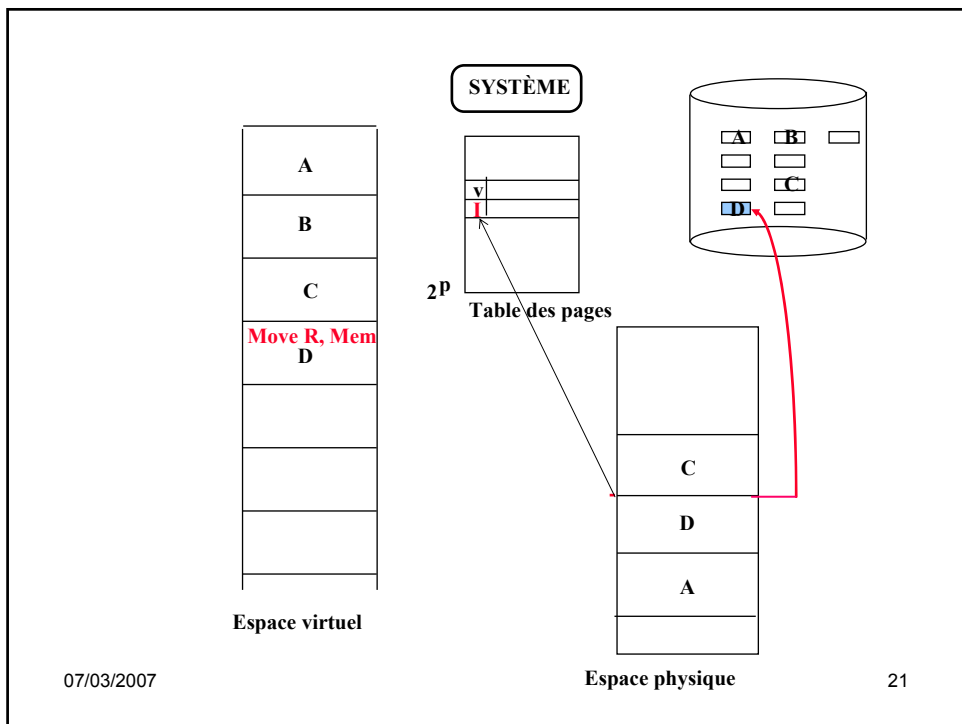 SYSTÈME
A
B
C
Move R, Mem
D
Espace virtuel
v
I
2p
Table des pages
A B
C
D
C
D
A
Espace physique
07/03/2007
21